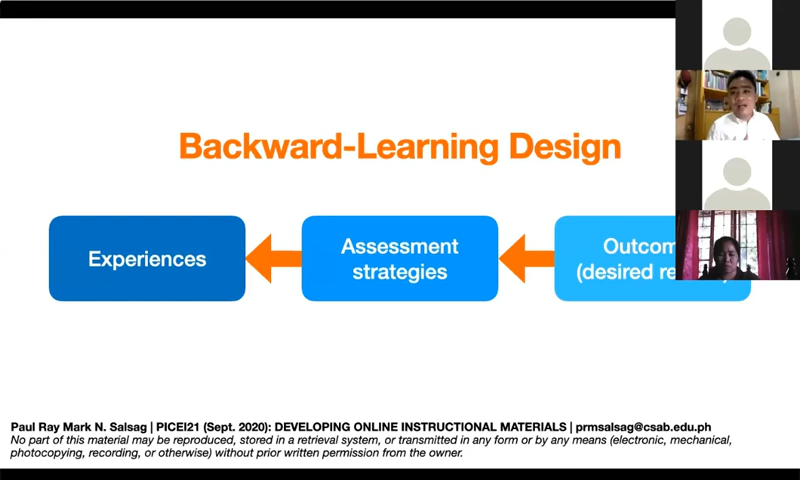 Backward-Learning Design
Experiences
Assessment
strategies
(desired
Paul Ray Mark N. Salsag | PICEI21 (Sept. 2020): DEVELOPING ONLINE INSTRUCTIONAL MATERIALS | prmsalsag@csab.edu.ph
No part of this material may be reproduced, stored in a retrieval system, or transmitted in any form or by any means (electronic, mechanical,
photocopying, recording, or otherwise) without prior written permission from the owner.